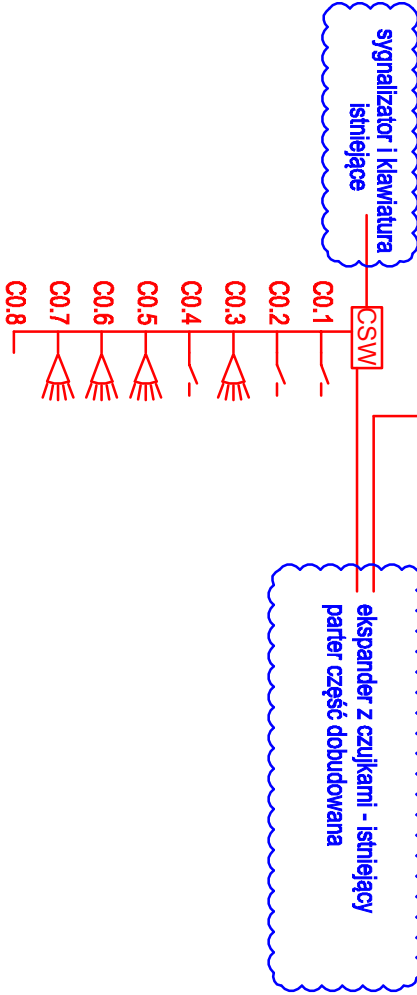 sygnalizator i klawiatura
istniejące
CSW
C0.1
C0.2
C0.3
C0.4
C0.5
C0.6
C0.7
C0.8
ekspander z czujkami - istniejący
parter część dobudowana